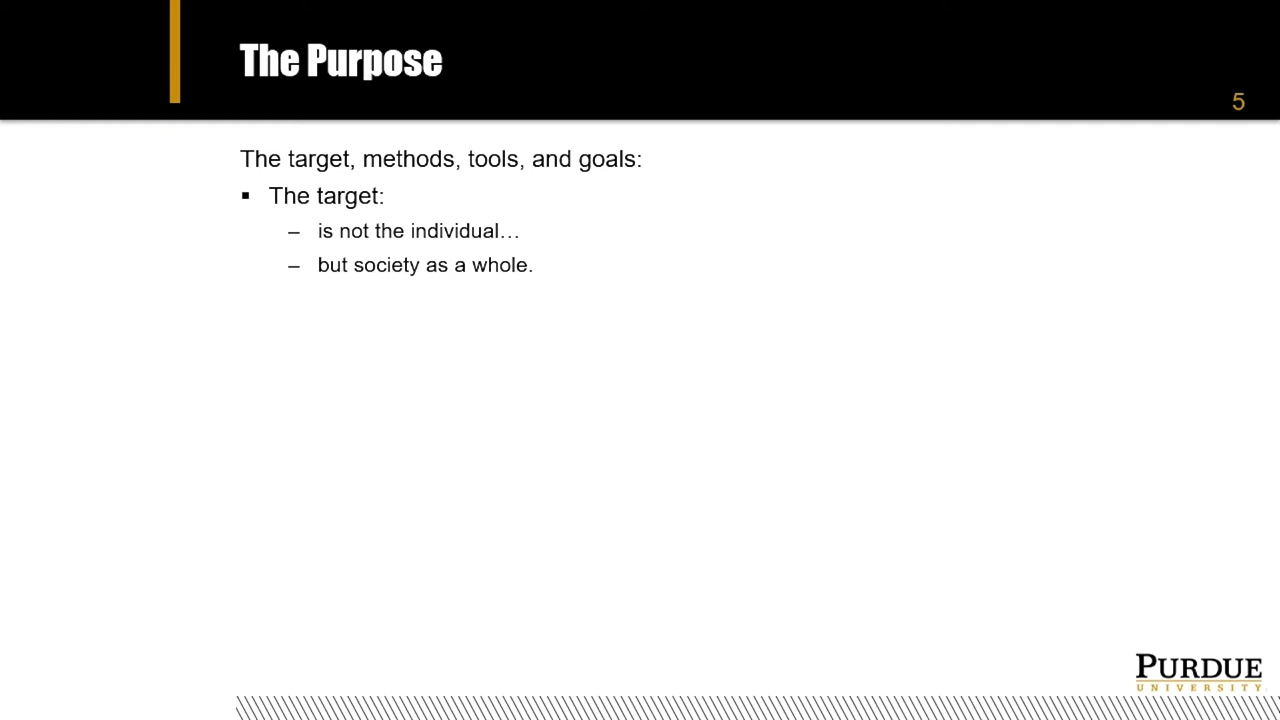 The Purpose
5
The target, methods, tools, and goals:
▪ The target:
– is not the individual…
– but society as a whole.
PURDUE
UNIVERSITY